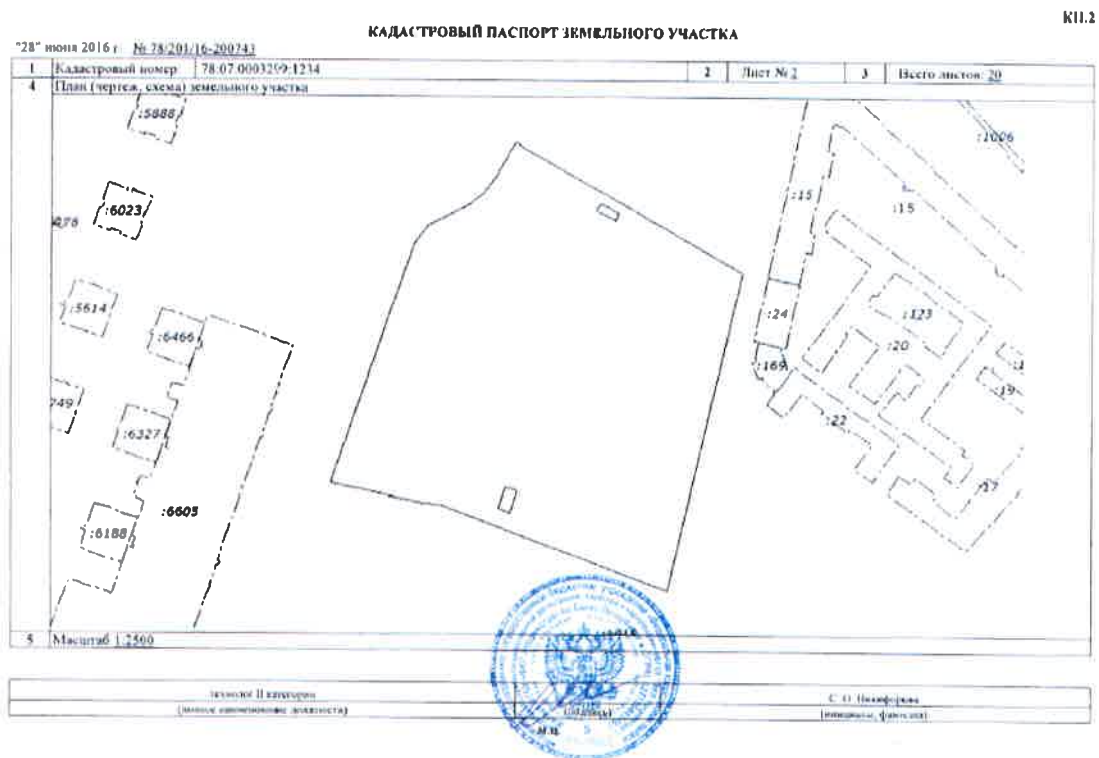 КП.2
КАДАСТРОВЫЙ ПАСПОРТ ЗЕМЕЛЬНОГО УЧАСТКА
"28" июня 2016 г. № 78/201/16-200743
1 Кадастровый номер 78:07:0003299:1234 2 Лист № 2 3 Всего листов: 20
4 План (чертеж, схема) земельного участка
:5888
:1006
:6023
:15
:15
:5614
:24
:123
:6466
:20
:169
:19
749
:22
:6327
:17
:6605
:6188
5 Масштаб 1:2500
технолог II категории С. О. Никифорова
(полное наименование должности) (подпись) (инициалы, фамилия)
М.П.